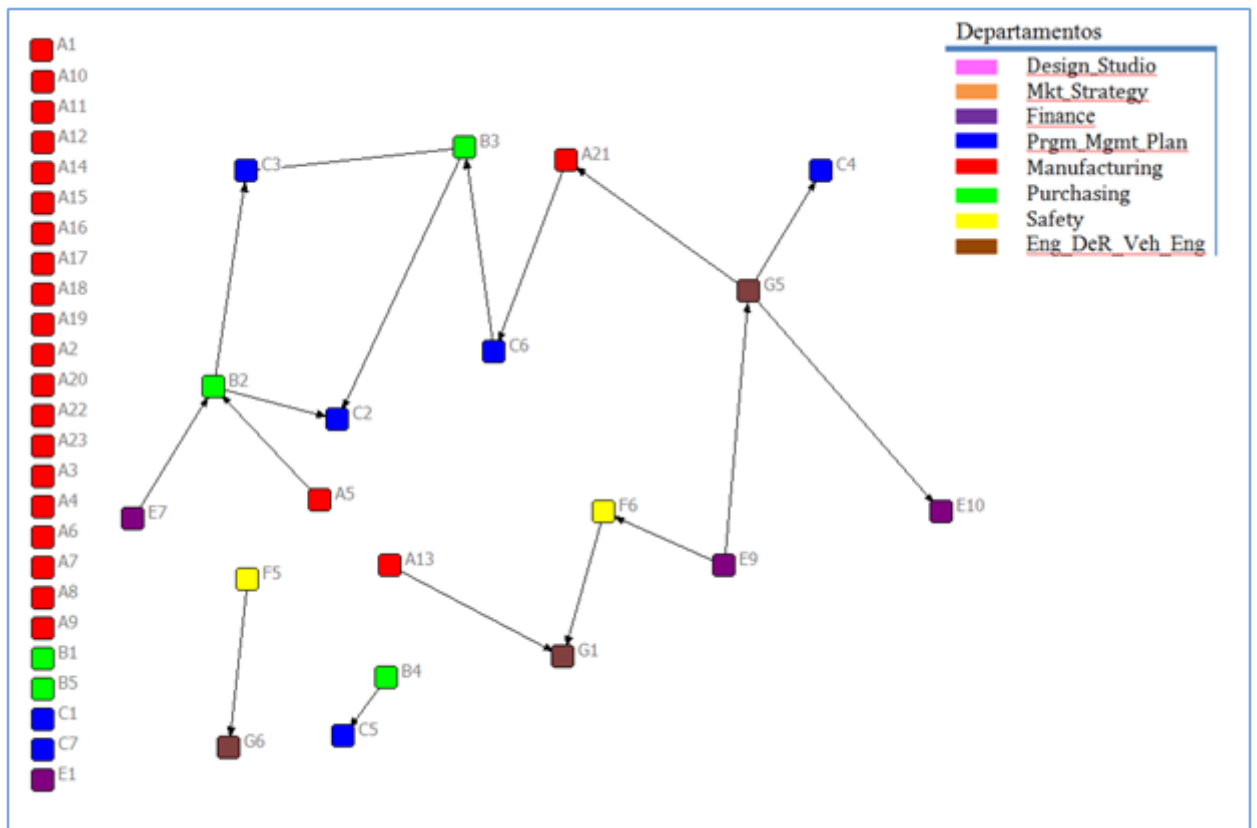 Departamentos
Design_Studio
Mkt_Strategy
Finance
Prgm_Mgmt_Plan
Manufacturing
Purchasing
Safety
Eng_DeR_Veh_Eng
A1
A10
A11
A12
A14
A15
A16
A17
A18
A19
A2
A20
A22
A23
A3
A4
A6
A7
A8
A9
B1
B5
C1
C7
E1
B3
A21
C3
C4
G5
C6
B2
C2
A5
E7
F6
E10
A13
E9
F5
G1
B4
C5
G6